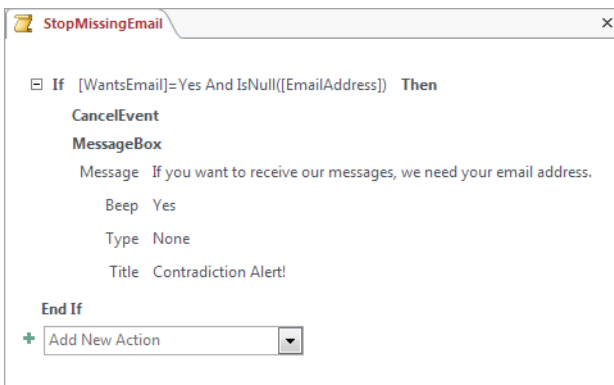 StopMissingEmail
If [WantsEmail]=Yes And IsNull([EmailAddress]) Then
CancelEvent
MessageBox
Message If you want to receive our messages, we need your email address.
Beep Yes
Type None
Title Contradiction Alert!
End If
Add New Action